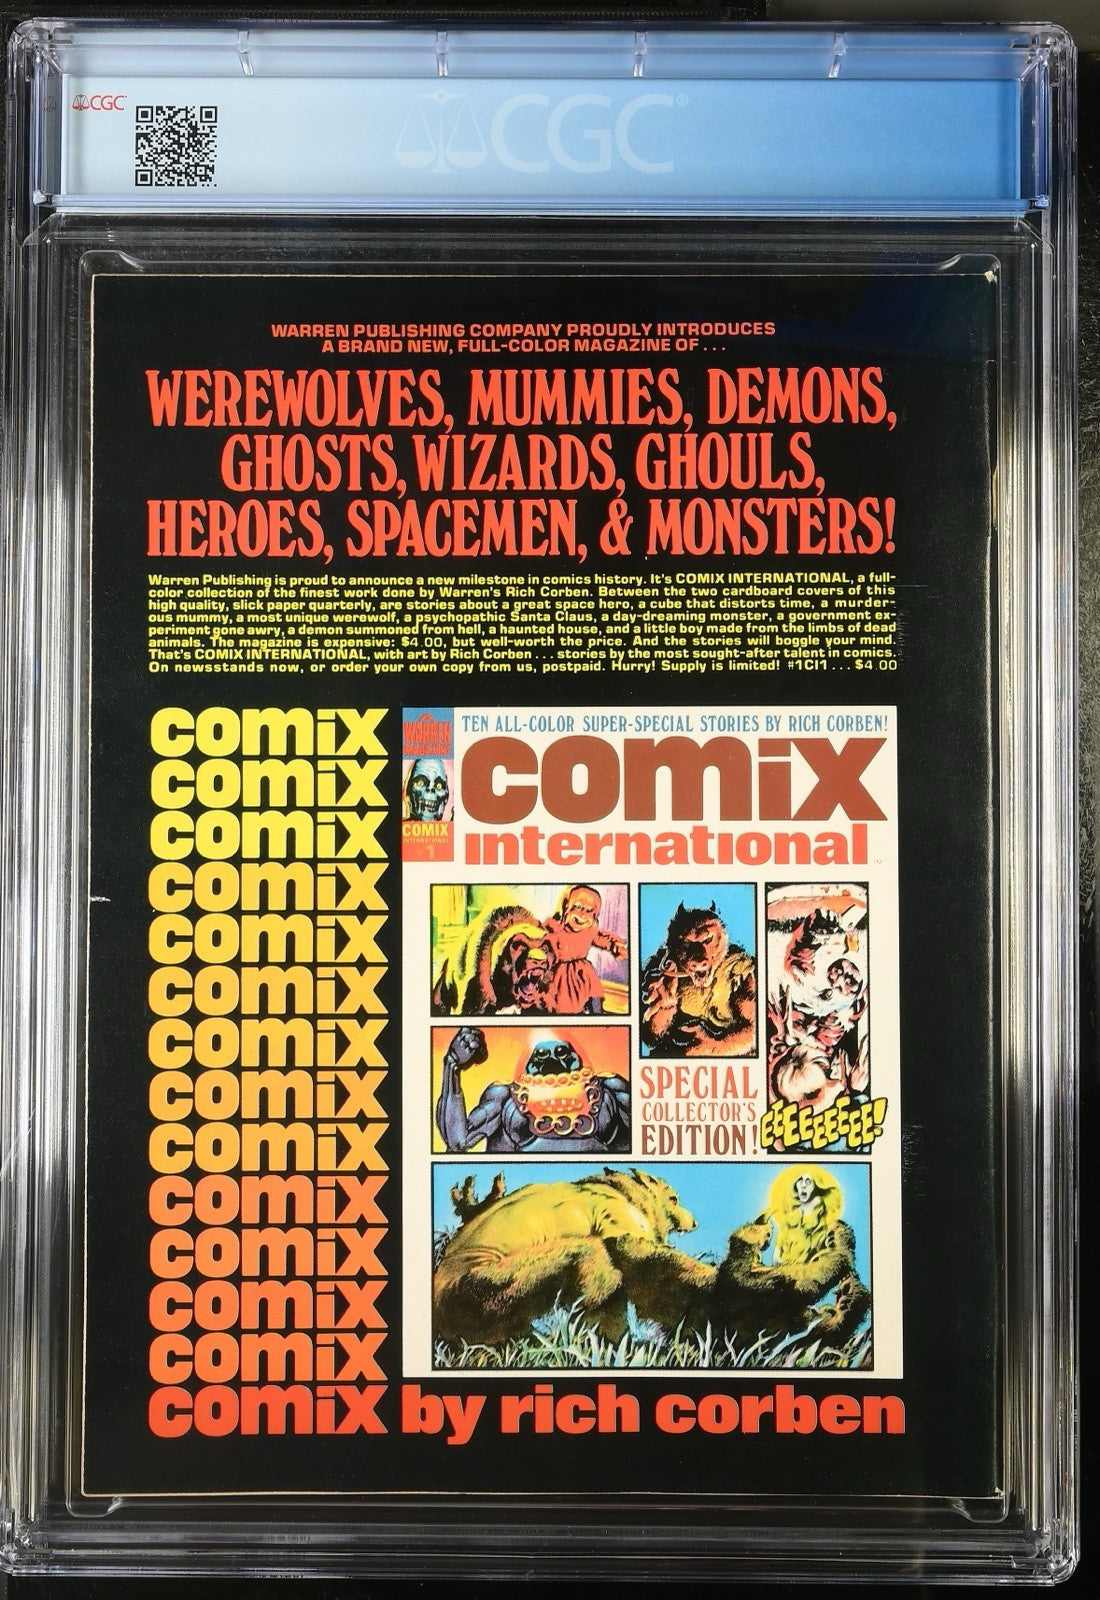 CGC
CGC
WARREN PUBLISHING COMPANY PROUDLY INTRODUCES
A BRAND NEW, FULL-COLOR MAGAZINE OF . . .
WEREWOLVES, MUMMIES, DEMONS,
GHOSTS, WIZARDS, GHOULS,
HEROES, SPACEMEN, & MONSTERS!
Warren Publishing is proud to announce a new milestone in comics history. It's COMIX INTERNATIONAL, a full-
color collection of the finest work done by Warren's Rich Corben. Between the two cardboard covers of this
high quality, slick paper quarterly, are stories about a great space hero, a cube that distorts time, a murder-
ous mummy, a most unique werewolf, a psychopathic Santa Claus, a day-dreaming monster, a government ex-
periment gone awry, a demon summoned from hell, a haunted house, and a little boy made from the limbs of dead
animals. The magazine is expensive: $4.00, but well-worth the price. And the stories will boggle your mind.
That's COMIX INTERNATIONAL, with art by Rich Corben . . . stories by the most sought-after talent in comics.
On newsstands now, or order your own copy from us, postpaid. Hurry! Supply is limited! #1CI1 . . . $4.00
comix
comix
comix
comix
comix
comix
comix
comix
comix
comix
comix
comix
comix
comix by rich corben
A WARREN MAGAZINE
COMIX
INTERNATIONAL
1
TEN ALL-COLOR SUPER-SPECIAL STORIES BY RICH CORBEN!
comix
international
SPECIAL
COLLECTOR'S
EDITION!
EEEEEEEEE!